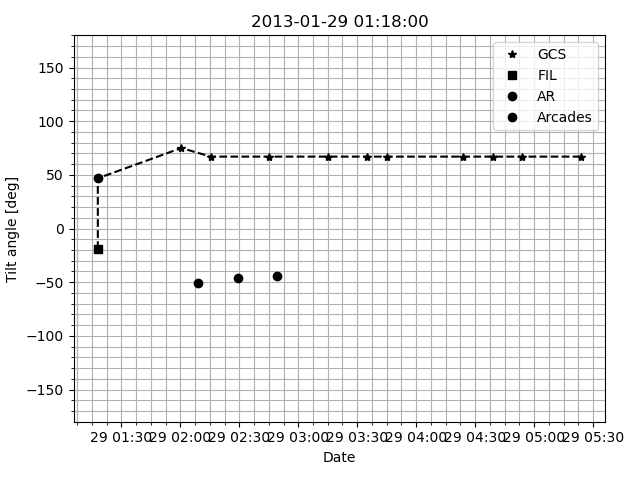 2013-01-29 01:18:00
GCS
FIL
AR
Arcades
150
100
50
0
−50
−100
−150
Tilt angle [deg]
29 01:30 29 02:00 29 02:30 29 03:00 29 03:30 29 04:00 29 04:30 29 05:00 29 05:30
Date